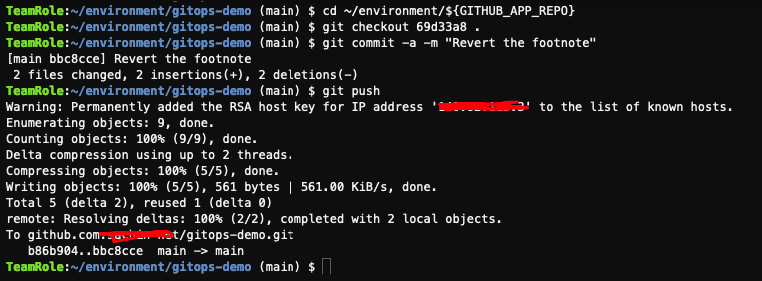 TeamRole:~/environment/gitops-demo (main) $ cd ~/environment/${GITHUB_APP_REPO}
TeamRole:~/environment/gitops-demo (main) $ git checkout 69d33a8 .
TeamRole:~/environment/gitops-demo (main) $ git commit -a -m "Revert the footnote"
[main bbc8cce] Revert the footnote
 2 files changed, 2 insertions(+), 2 deletions(-)
TeamRole:~/environment/gitops-demo (main) $ git push
Warning: Permanently added the RSA host key for IP address '' to the list of known hosts.
Enumerating objects: 9, done.
Counting objects: 100% (9/9), done.
Delta compression using up to 2 threads.
Compressing objects: 100% (5/5), done.
Writing objects: 100% (5/5), 561 bytes | 561.00 KiB/s, done.
Total 5 (delta 2), reused 1 (delta 0)
remote: Resolving deltas: 100% (2/2), completed with 2 local objects.
To github.com /gitops-demo.git
   b86b904..bbc8cce  main -> main
TeamRole:~/environment/gitops-demo (main) $